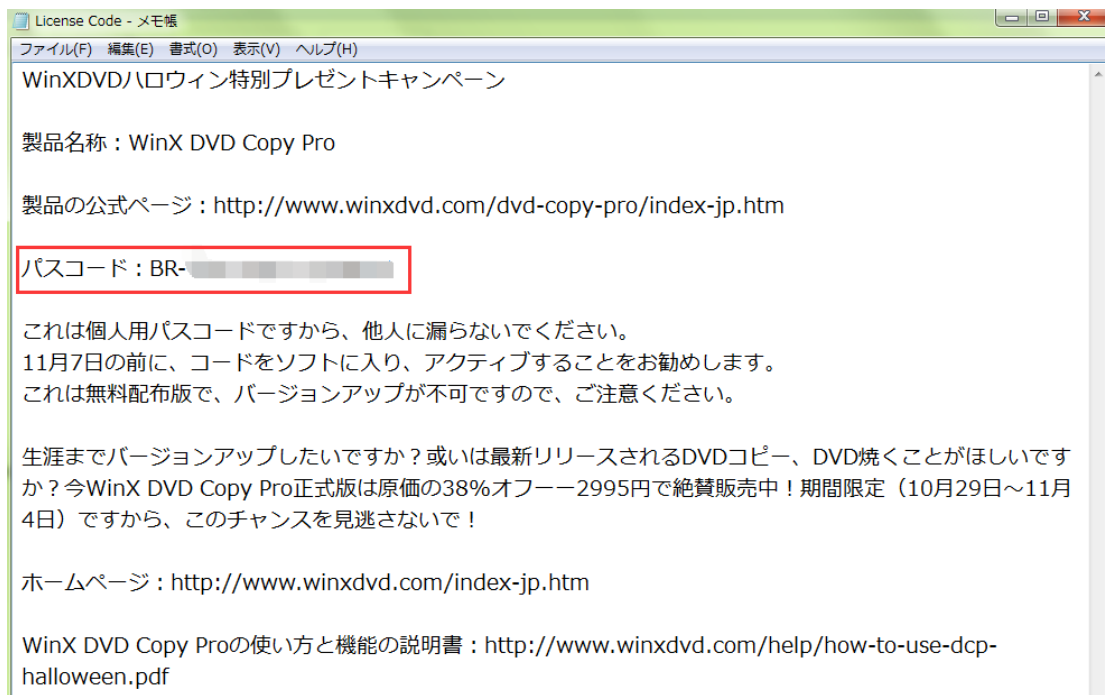 License Code - メモ帳
ファイル(F) 編集(E) 書式(O) 表示(V) ヘルプ(H)
WinXDVDハロウィン特別プレゼントキャンペーン
製品名称：WinX DVD Copy Pro
製品の公式ページ：http://www.winxdvd.com/dvd-copy-pro/index-jp.htm
パスコード：BR-
これは個人用パスコードですから、他人に漏らないでください。
11月7日の前に、コードをソフトに入り、アクティブすることをお勧めします。
これは無料配布版で、バージョンアップが不可ですので、ご注意ください。
生涯までバージョンアップしたいですか？或いは最新リリースされるDVDコピー、DVD焼くことがほしいです
か？今WinX DVD Copy Pro正式版は原価の38%オフーー2995円で絶賛販売中！期間限定（10月29日～11月
4日）ですから、このチャンスを見逃さないで！
ホームページ：http://www.winxdvd.com/index-jp.htm
WinX DVD Copy Proの使い方と機能の説明書：http://www.winxdvd.com/help/how-to-use-dcp-
halloween.pdf